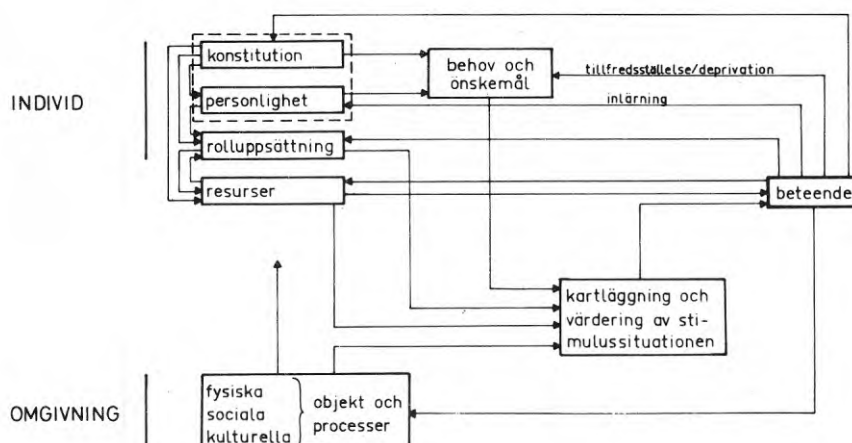 INDIVID
konstitution
personlighet
rolluppsättning
resurser
behov och
önskemål
tillfredsställelse/deprivation
inlärning
beteende
kartläggning och
värdering av sti-
mulussituationen
OMGIVNING
fysiska
sociala
kulturella
objekt och
processer